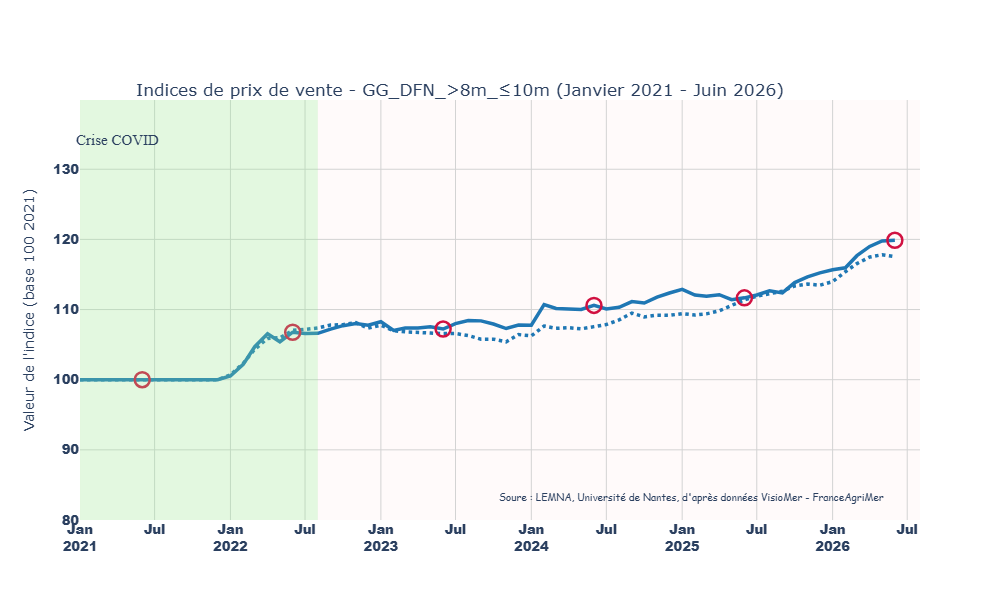 Indices de prix de vente - GG_DFN_>8m_≤10m (Janvier 2021 - Juin 2026)
Crise COVID
130
120
110
100
90
80
Valeur de l'indice (base 100 2021)
Soure : LEMNA, Université de Nantes, d'après données VisioMer - FranceAgriMer
Jan Jul Jan Jul Jan Jul Jan Jul Jan Jul Jan Jul
2021 2022 2023 2024 2025 2026